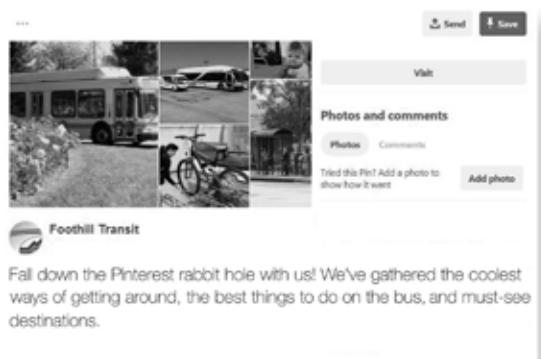 ...
Send
Save
Visit
Photos and comments
Photos
Comments
Tried this Pin? Add a photo to
show how it went
Add photo
Foothill Transit
Fall down the Pinterest rabbit hole with us! We've gathered the coolest
ways of getting around, the best things to do on the bus, and must-see
destinations.